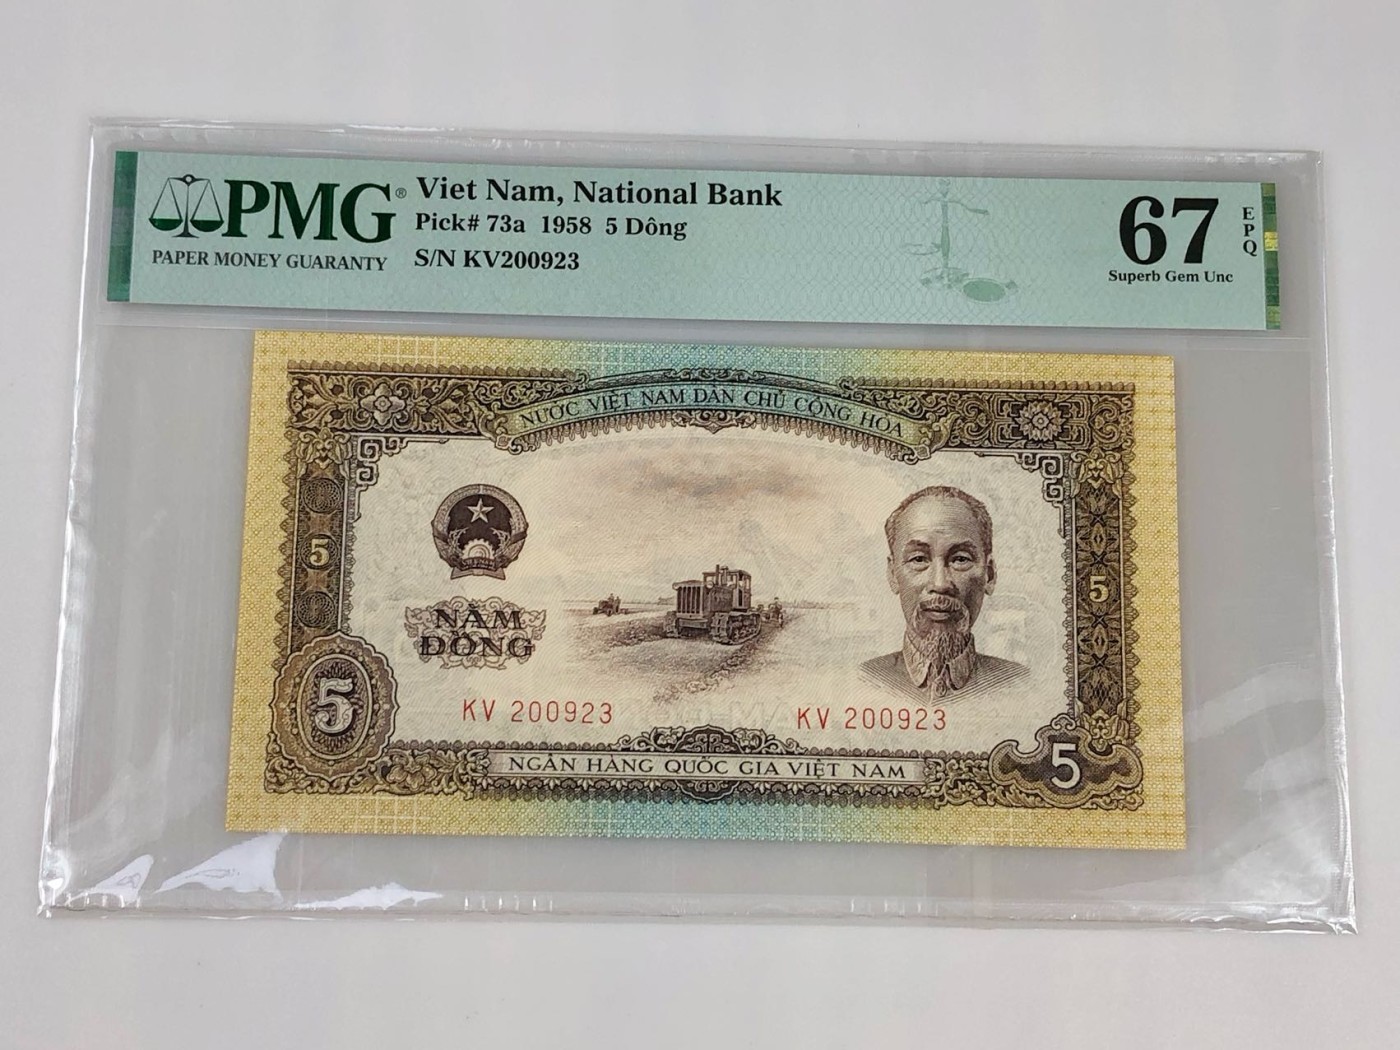 PMG®
PAPER MONEY GUARANTY
Viet Nam, National Bank
Pick# 73a 1958 5 Dông
S/N KV200923
67
EPQ
Superb Gem Unc
NƯỚC VIỆT NAM DÂN CHỦ CỘNG HÒA
5
5
VIỆT NAM
NĂM
ĐỒNG
KV 200923
KV 200923
5
5
NGÂN HÀNG QUỐC GIA VIỆT NAM